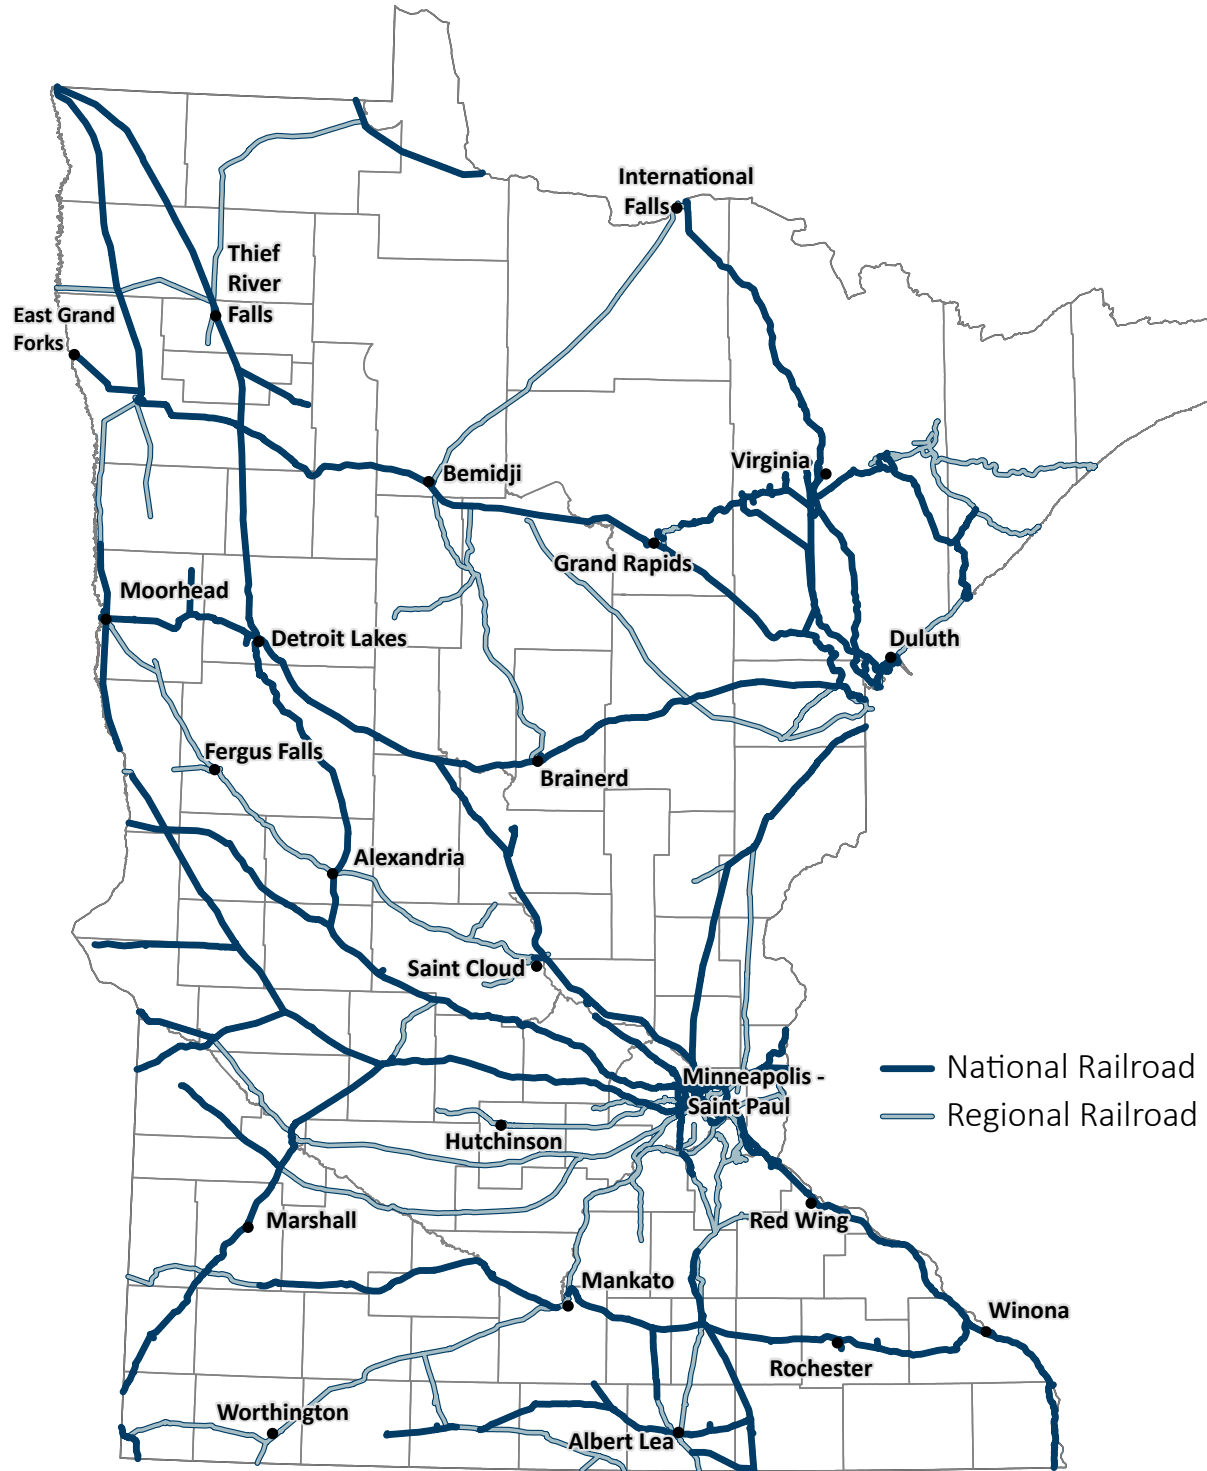 International
Falls
Thief
River
Falls
East Grand
Forks
Bemidji
Virginia
Grand Rapids
Moorhead
Detroit Lakes
Duluth
Fergus Falls
Brainerd
Alexandria
Saint Cloud
National Railroad
Minneapolis -
Saint Paul
Regional Railroad
Hutchinson
Marshall
Red Wing
Mankato
Winona
Rochester
Worthington
Albert Lea